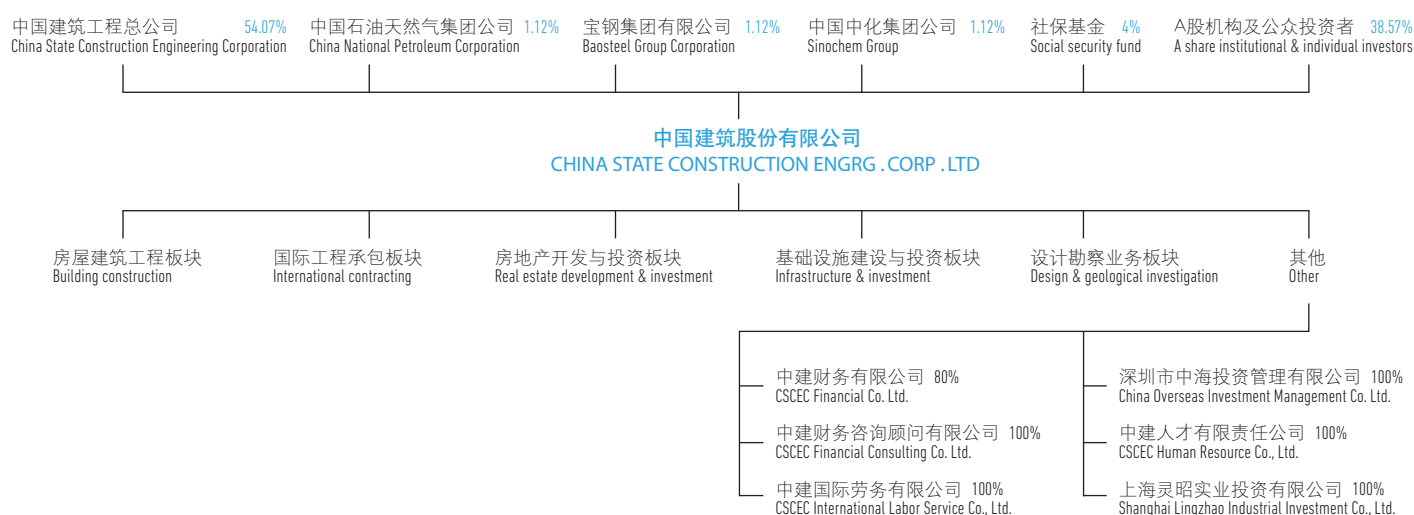 中国建筑工程总公司 54.07%
China State Construction Engineering Corporation
中国石油天然气集团公司 1.12%
China National Petroleum Corporation
宝钢集团有限公司 1.12%
Baosteel Group Corporation
中国中化集团公司 1.12%
Sinochem Group
社保基金 4%
Social security fund
A股机构及公众投资者 38.57%
A share institutional & individual investors
中国建筑股份有限公司
CHINA STATE CONSTRUCTION ENGRG . CORP . LTD
房屋建筑工程板块
Building construction
国际工程承包板块
International contracting
房地产开发与投资板块
Real estate development & investment
基础设施建设与投资板块
Infrastructure & investment
设计勘察业务板块
Design & geological investigation
其他
Other
中建财务有限公司 80%
CSCEC Financial Co. Ltd.
中建财务咨询顾问有限公司 100%
CSCEC Financial Consulting Co. Ltd.
中建国际劳务有限公司 100%
CSCEC International Labor Service Co., Ltd.
深圳市中海投资管理有限公司 100%
China Overseas Investment Management Co. Ltd.
中建人才有限责任公司 100%
CSCEC Human Resource Co., Ltd.
上海灵昭实业投资有限公司 100%
Shanghai Lingzhao Industrial Investment Co., Ltd.